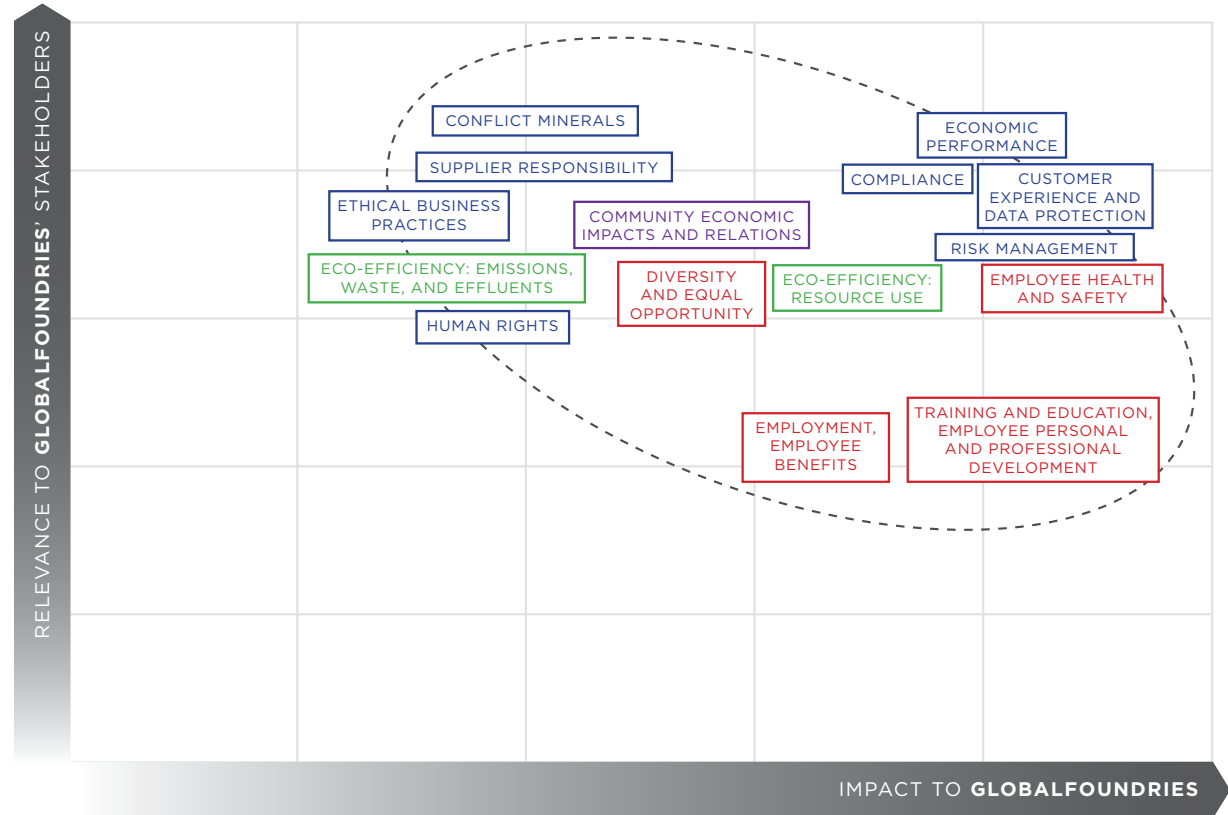 RELEVANCE TO GLOBALFOUNDRIES' STAKEHOLDERS
CONFLICT MINERALS
ECONOMIC
PERFORMANCE
SUPPLIER RESPONSIBILITY
COMPLIANCE
CUSTOMER
EXPERIENCE AND
DATA PROTECTION
ETHICAL BUSINESS
PRACTICES
COMMUNITY ECONOMIC
IMPACTS AND RELATIONS
RISK MANAGEMENT
ECO-EFFICIENCY: EMISSIONS,
WASTE, AND EFFLUENTS
DIVERSITY
AND EQUAL
OPPORTUNITY
ECO-EFFICIENCY:
RESOURCE USE
EMPLOYEE HEALTH
AND SAFETY
HUMAN RIGHTS
EMPLOYMENT,
EMPLOYEE
BENEFITS
TRAINING AND EDUCATION,
EMPLOYEE PERSONAL
AND PROFESSIONAL
DEVELOPMENT
IMPACT TO GLOBALFOUNDRIES